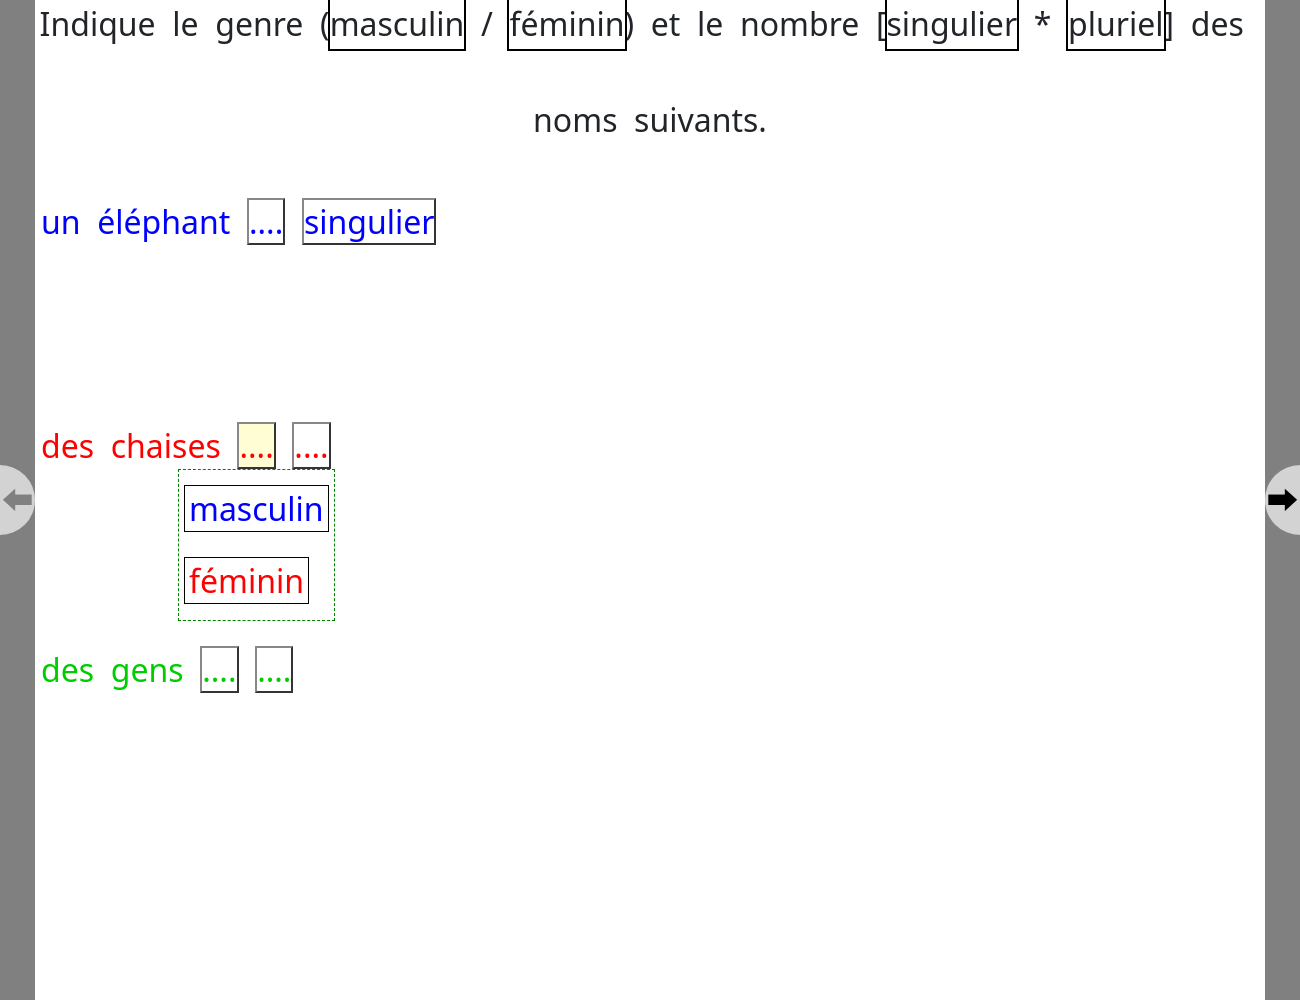 Indique le genre (masculin / féminin) et le nombre [singulier * pluriel] des
noms suivants.
un éléphant .... singulier
des chaises .... ....
masculin
féminin
des gens .... ....